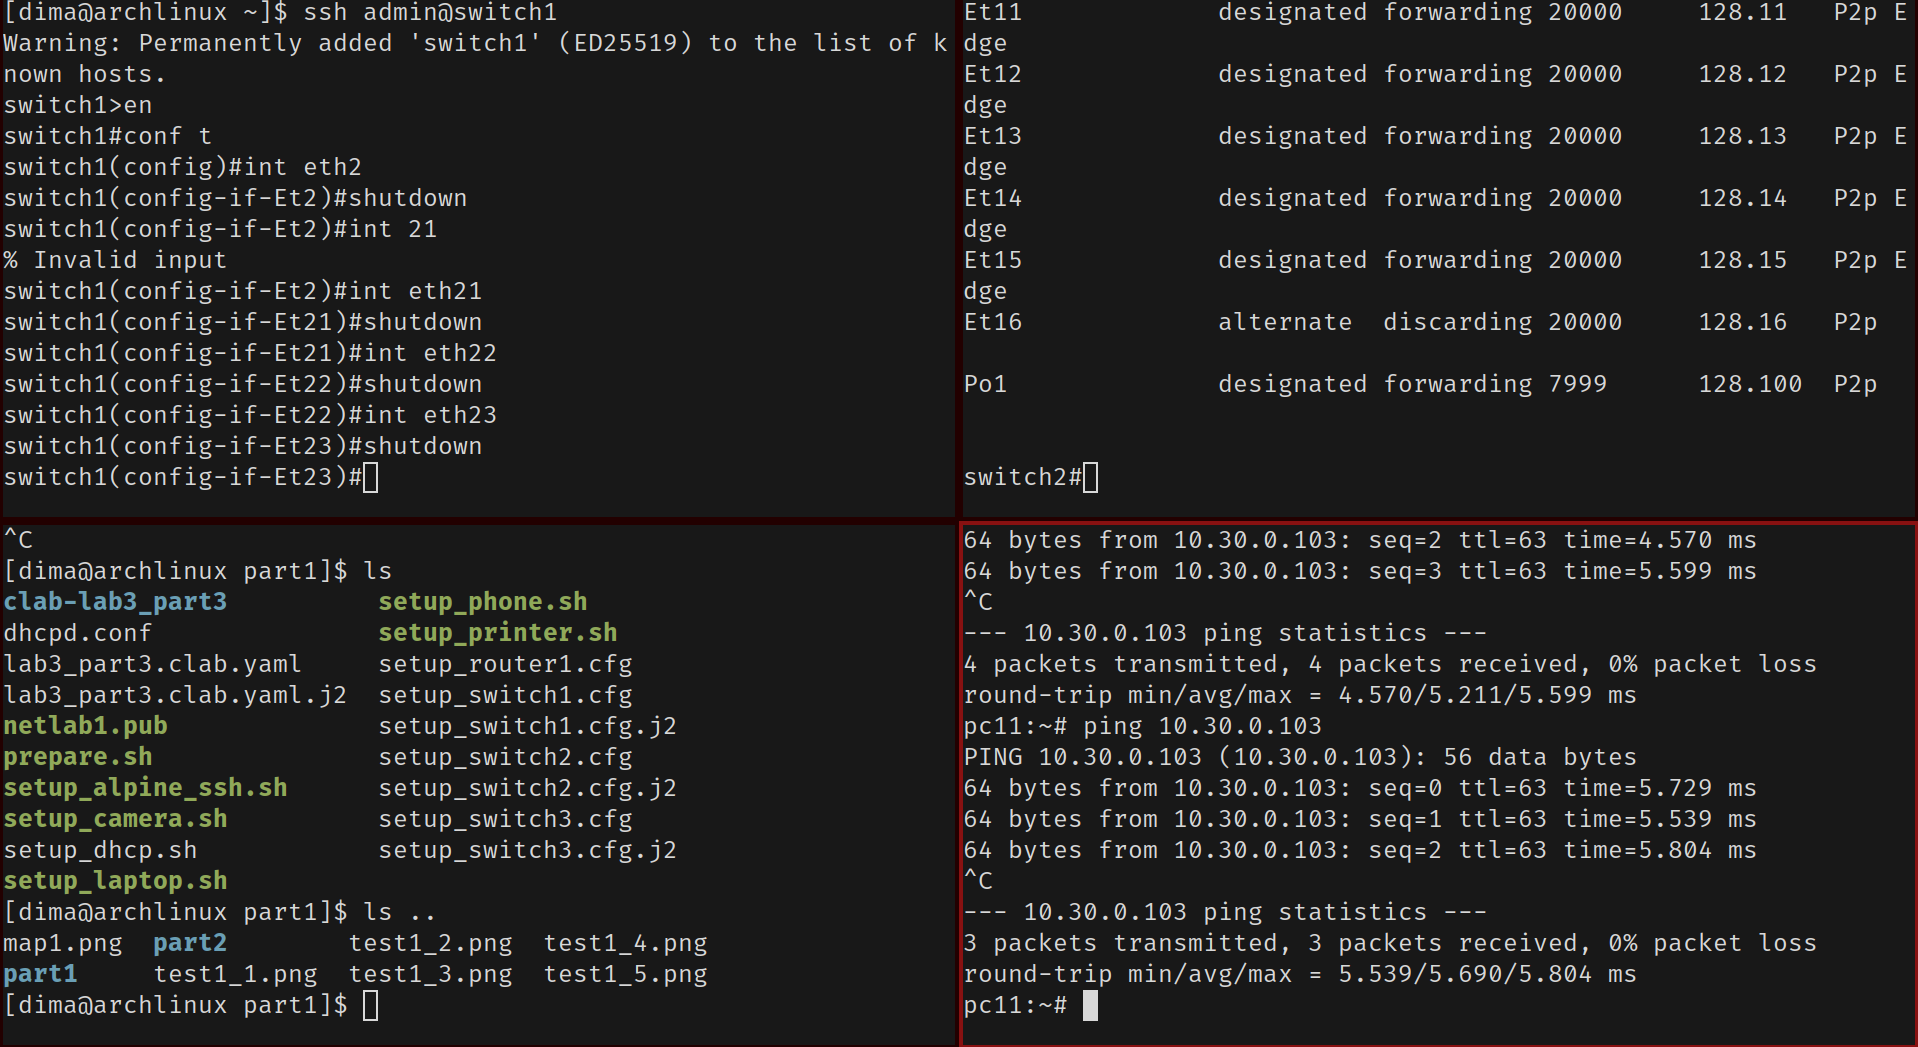 [dima@archlinux ~]$ ssh admin@switch1
Warning: Permanently added 'switch1' (ED25519) to the list of k
nown hosts.
switch1>en
switch1#conf t
switch1(config)#int eth2
switch1(config-if-Et2)#shutdown
switch1(config-if-Et2)#int 21
% Invalid input
switch1(config-if-Et2)#int eth21
switch1(config-if-Et21)#shutdown
switch1(config-if-Et21)#int eth22
switch1(config-if-Et22)#shutdown
switch1(config-if-Et22)#int eth23
switch1(config-if-Et23)#shutdown
switch1(config-if-Et23)#
Et11 designated forwarding 20000 128.11 P2p E
dge
Et12 designated forwarding 20000 128.12 P2p E
dge
Et13 designated forwarding 20000 128.13 P2p E
dge
Et14 designated forwarding 20000 128.14 P2p E
dge
Et15 designated forwarding 20000 128.15 P2p E
dge
Et16 alternate discarding 20000 128.16 P2p
Po1 designated forwarding 7999 128.100 P2p
switch2#
^C
[dima@archlinux part1]$ ls
clab-lab3_part3 setup_phone.sh
dhcpd.conf setup_printer.sh
lab3_part3.clab.yaml setup_router1.cfg
lab3_part3.clab.yaml.j2 setup_switch1.cfg
netlab1.pub setup_switch1.cfg.j2
prepare.sh setup_switch2.cfg
setup_alpine_ssh.sh setup_switch2.cfg.j2
setup_camera.sh setup_switch3.cfg
setup_dhcp.sh setup_switch3.cfg.j2
setup_laptop.sh
[dima@archlinux part1]$ ls ..
map1.png part2 test1_2.png test1_4.png
part1 test1_1.png test1_3.png test1_5.png
[dima@archlinux part1]$
64 bytes from 10.30.0.103: seq=2 ttl=63 time=4.570 ms
64 bytes from 10.30.0.103: seq=3 ttl=63 time=5.599 ms
^C
--- 10.30.0.103 ping statistics ---
4 packets transmitted, 4 packets received, 0% packet loss
round-trip min/avg/max = 4.570/5.211/5.599 ms
pc11:~# ping 10.30.0.103
PING 10.30.0.103 (10.30.0.103): 56 data bytes
64 bytes from 10.30.0.103: seq=0 ttl=63 time=5.729 ms
64 bytes from 10.30.0.103: seq=1 ttl=63 time=5.539 ms
64 bytes from 10.30.0.103: seq=2 ttl=63 time=5.804 ms
^C
--- 10.30.0.103 ping statistics ---
3 packets transmitted, 3 packets received, 0% packet loss
round-trip min/avg/max = 5.539/5.690/5.804 ms
pc11:~#